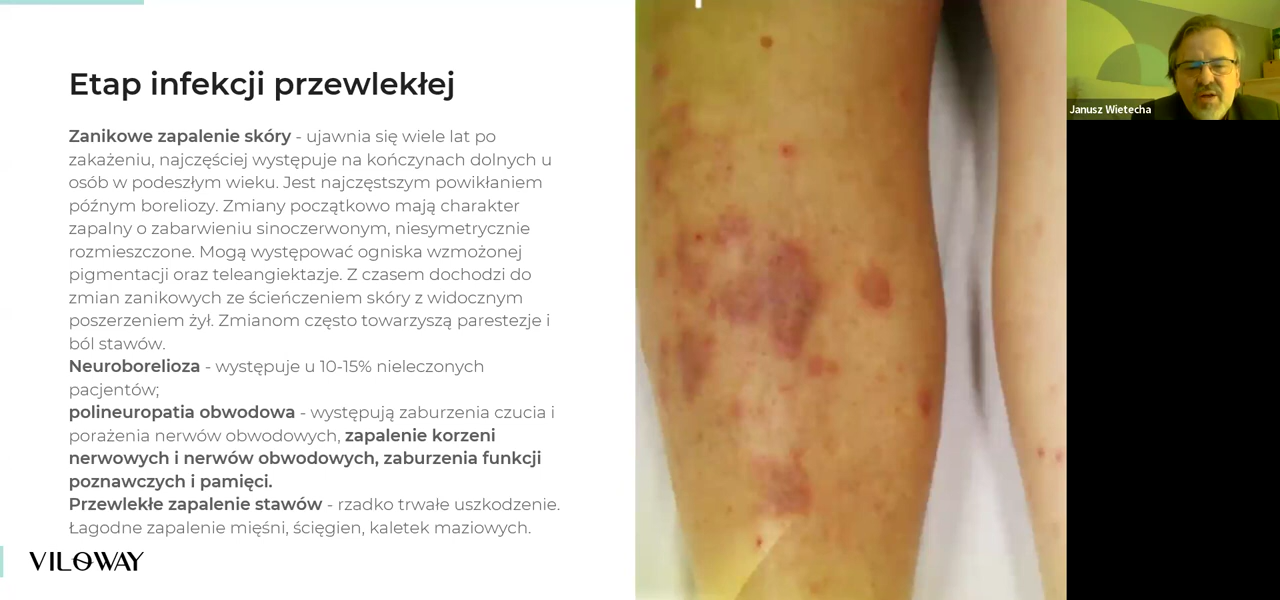 Etap infekcji przewlekłej
Zanikowe zapalenie skóry - ujawnia się wiele lat po
zakażeniu, najczęściej występuje na kończynach dolnych u
osób w podeszłym wieku. Jest najczęstszym powikłaniem
późnym boreliozy. Zmiany początkowo mają charakter
zapalny o zabarwieniu sinoczerwonym, niesymetrycznie
rozmieszczone. Mogą występować ogniska wzmożonej
pigmentacji oraz teleangiektazje. Z czasem dochodzi do
zmian zanikowych ze ścieńczeniem skóry z widocznym
poszerzeniem żył. Zmianom często towarzyszą parestezje i
ból stawów.
Neuroborelioza - występuje u 10-15% nieleczonych
pacjentów;
polineuropatia obwodowa - występują zaburzenia czucia i
porażenia nerwów obwodowych, zapalenie korzeni
nerwowych i nerwów obwodowych, zaburzenia funkcji
poznawczych i pamięci.
Przewlekłe zapalenie stawów - rzadko trwałe uszkodzenie.
Łagodne zapalenie mięśni, ścięgien, kaletek maziowych.
VILOWAY
Janusz Wietecha